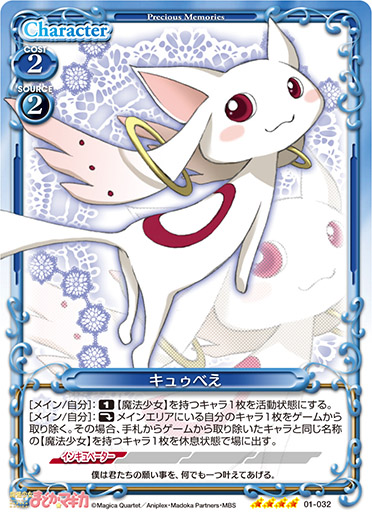 Precious Memories
Character
COST
2
SOURCE
2
キュゥべえ
[メイン/自分]: 1 【魔法少女】を持つキャラ1枚を活動状態にする。
[メイン/自分]: メインエリアにいる自分のキャラ1枚をゲームから
取り除く。その場合、手札からゲームから取り除いたキャラと同じ名称
の【魔法少女】を持つキャラ1枚を休息状態で場に出す。
インキュベーター
僕は君たちの願い事を、何でも一つ叶えてあげる。
まどか☆マギカ
©Magica Quartet／Aniplex・Madoka Partners・MBS
01-032